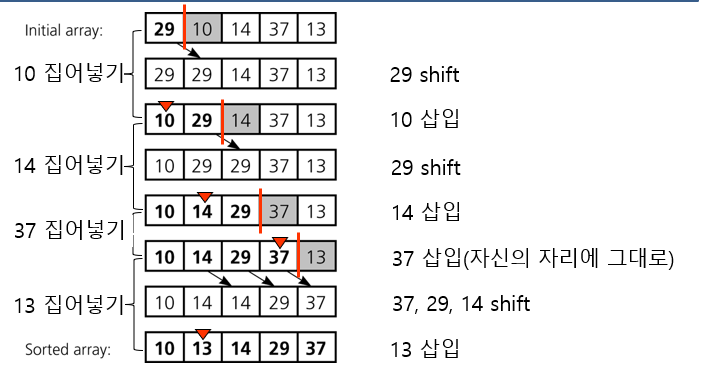 Initial array: 29 10 14 37 13
10 집어넣기 29 29 14 37 13 29 shift
10 29 14 37 13 10 삽입
14 집어넣기 10 29 29 37 13 29 shift
10 14 29 37 13 14 삽입
37 집어넣기
10 14 29 37 13 37 삽입(자신의 자리에 그대로)
13 집어넣기 10 14 14 29 37 37, 29, 14 shift
Sorted array: 10 13 14 29 37 13 삽입